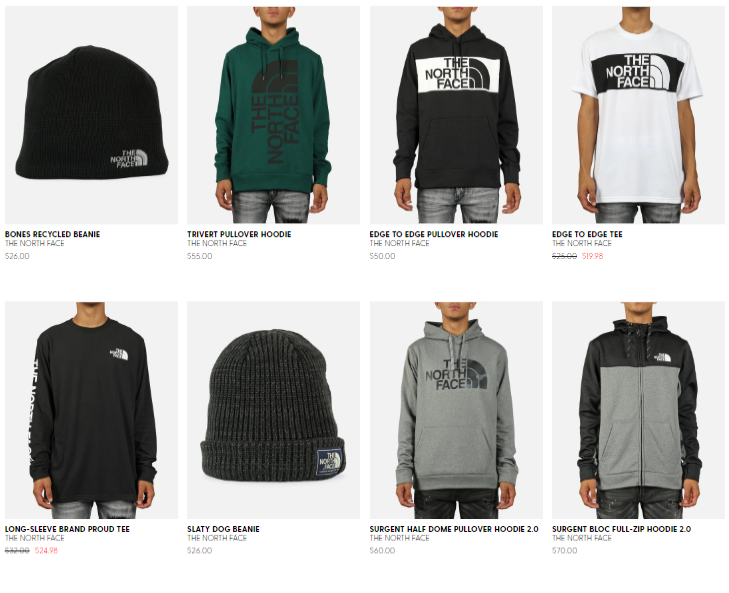 THE
NORTH
FACE
THE
NORTH
FACE
THE
NORTH
FACE
THE
NORTH
FACE
BONES RECYCLED BEANIE
THE NORTH FACE
$26.00
TRIVERT PULLOVER HOODIE
THE NORTH FACE
$55.00
EDGE TO EDGE PULLOVER HOODIE
THE NORTH FACE
$50.00
EDGE TO EDGE TEE
THE NORTH FACE
$25.00 $19.98
THE NORTH FACE
THE
NORTH
FACE
THE
NORTH
FACE
THE
NORTH
FACE
THE
NORTH
FACE
LONG-SLEEVE BRAND PROUD TEE
THE NORTH FACE
$32.00 $24.98
SLATY DOG BEANIE
THE NORTH FACE
$26.00
SURGENT HALF DOME PULLOVER HOODIE 2.0
THE NORTH FACE
$60.00
SURGENT BLOC FULL-ZIP HOODIE 2.0
THE NORTH FACE
$70.00